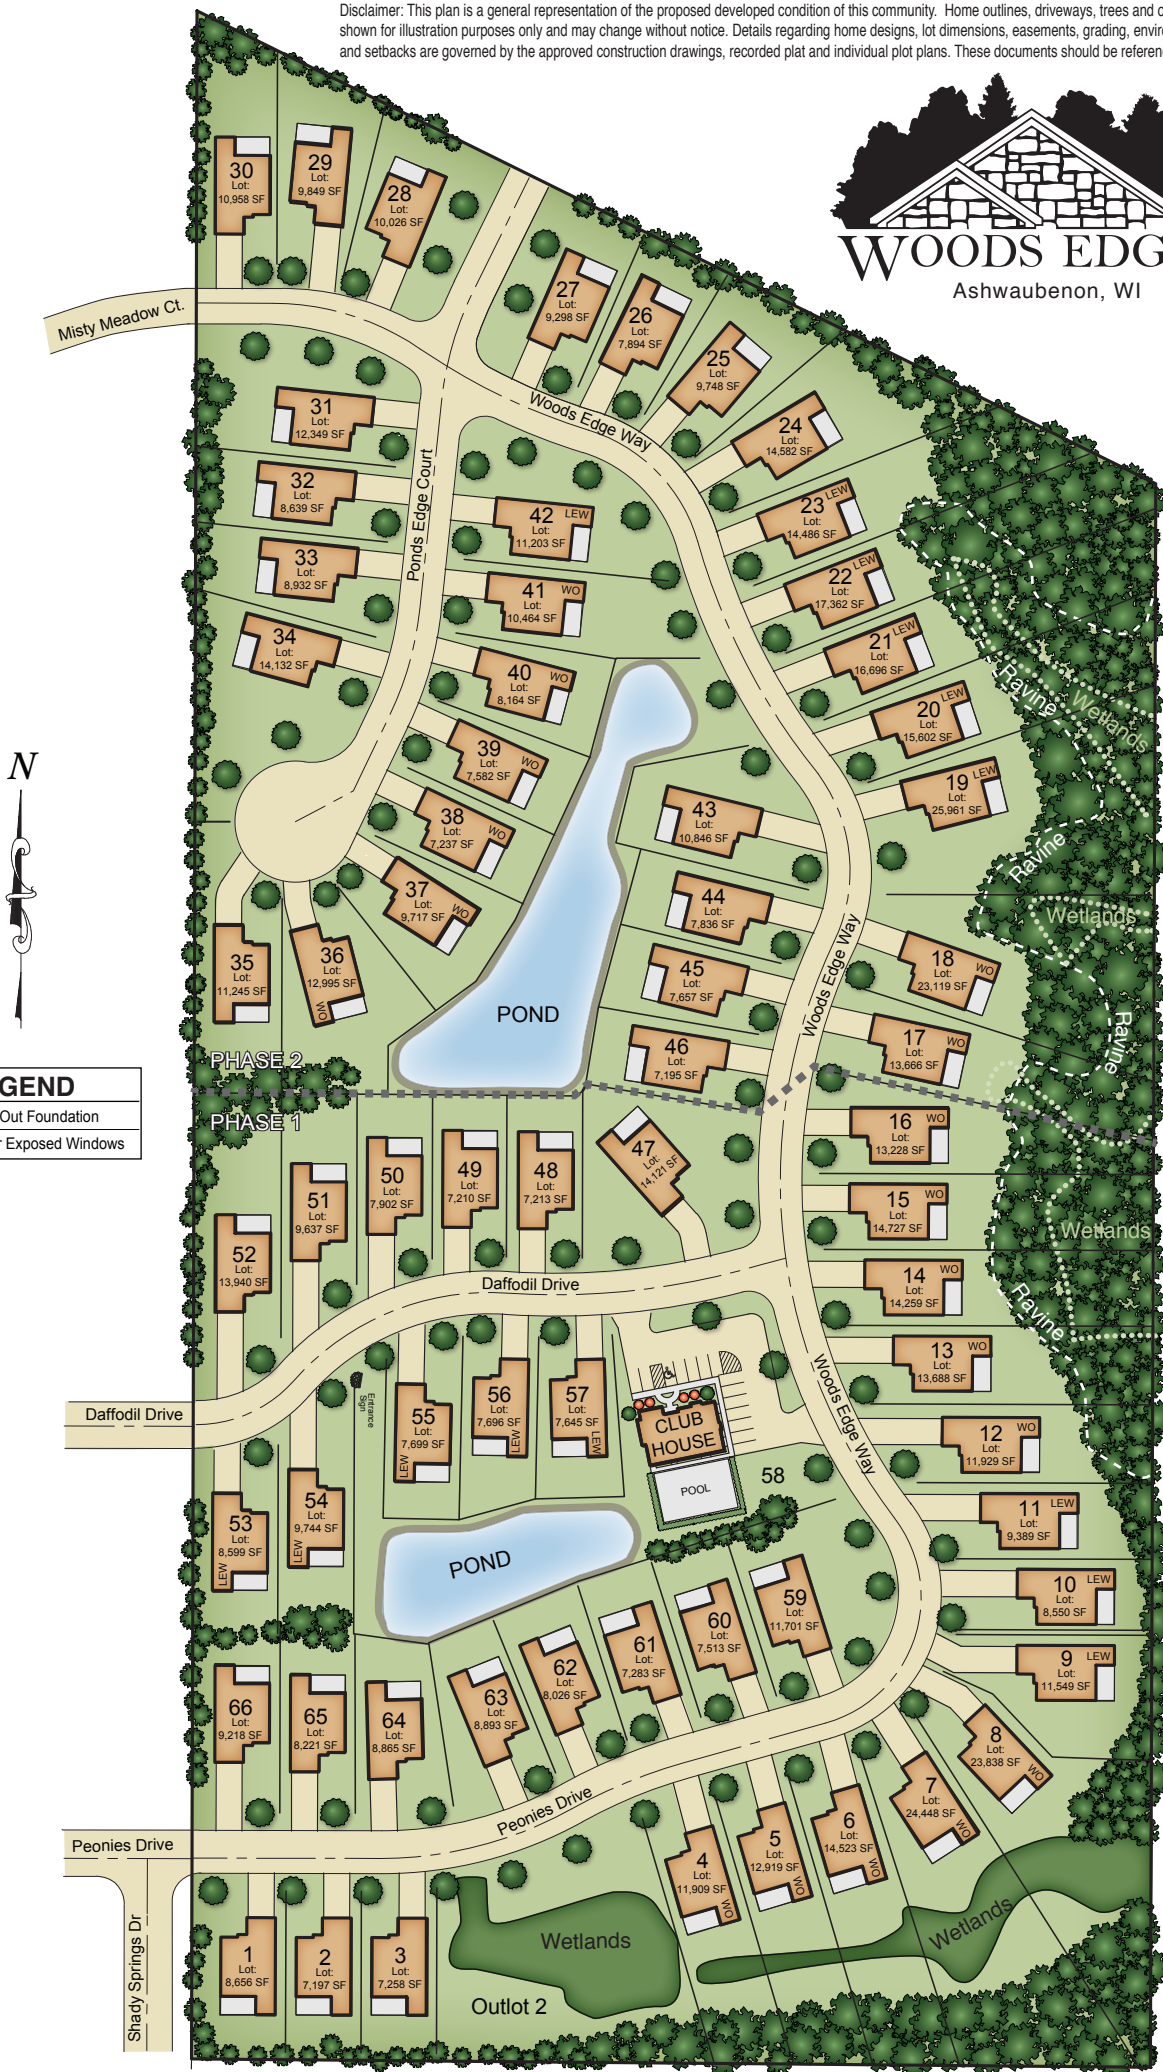 Disclaimer: This plan is a general representation of the proposed developed condition of this community. Home outlines, driveways, trees and
shown for illustration purposes only and may change without notice. Details regarding home designs, lot dimensions, easements, grading,
and setbacks are governed by the approved construction drawings, recorded plat and individual plot plans. These documents should be
WOODS EDG
Ashwaubenon, WI
30
Lot:
10,958 SF
29
Lot:
9,849 SF
28
Lot:
10,026 SF
27
Lot:
9,298 SF
26
Lot:
7,894 SF
25
Lot:
9,748 SF
24
Lot:
14,582 SF
Misty Meadow Ct.
Woods Edge Way
Ponds Edge Court
31
Lot:
12,349 SF
32
Lot:
8,639 SF
33
Lot:
8,932 SF
34
Lot:
14,132 SF
42
LEW
Lot:
11,203 SF
41
WO
Lot:
10,464 SF
40
WO
Lot:
8,164 SF
39
WO
Lot:
7,582 SF
38
WO
Lot:
7,237 SF
37
WO
Lot:
9,717 SF
36
WO
Lot:
12,995 SF
35
Lot:
11,245 SF
23
LEW
Lot:
14,486 SF
22
LEW
Lot:
17,362 SF
21
LEW
Lot:
16,696 SF
20
LEW
Lot:
15,602 SF
19
LEW
Lot:
25,961 SF
Ravine
Wetlands
Ravine
Wetlands
Ravine
N
43
Lot:
10,846 SF
44
Lot:
7,836 SF
45
Lot:
7,657 SF
46
Lot:
7,195 SF
Woods Edge Way
18
WO
Lot:
23,119 SF
17
WO
Lot:
13,666 SF
POND
PHASE 2
PHASE 1
GEND
Out Foundation
r Exposed Windows
16
WO
Lot:
13,228 SF
15
WO
Lot:
14,727 SF
14
WO
Lot:
14,259 SF
13
WO
Lot:
13,688 SF
12
WO
Lot:
11,929 SF
11
LEW
Lot:
9,389 SF
10
LEW
Lot:
8,550 SF
9
LEW
Lot:
11,549 SF
Wetlands
Ravine
47
Lot:
14,121 SF
48
Lot:
7,213 SF
49
Lot:
7,210 SF
50
Lot:
7,902 SF
51
Lot:
9,637 SF
52
Lot:
13,940 SF
Daffodil Drive
Daffodil Drive
Woods Edge Way
Entrance
Sign
55
Lot:
7,699 SF
LEW
56
Lot:
7,696 SF
LEW
57
Lot:
7,645 SF
LEW
CLUB
HOUSE
POOL
58
53
Lot:
8,599 SF
LEW
54
Lot:
9,744 SF
LEW
POND
59
Lot:
11,701 SF
60
Lot:
7,513 SF
61
Lot:
7,283 SF
62
Lot:
8,026 SF
63
Lot:
8,893 SF
64
Lot:
8,865 SF
65
Lot:
8,221 SF
66
Lot:
9,218 SF
8
Lot:
23,838 SF
WO
7
Lot:
24,448 SF
WO
6
Lot:
14,523 SF
WO
5
Lot:
12,919 SF
WO
4
Lot:
11,909 SF
WO
Peonies Drive
Peonies Drive
Shady Springs Dr
1
Lot:
8,656 SF
2
Lot:
7,197 SF
3
Lot:
7,258 SF
Wetlands
Wetlands
Outlot 2